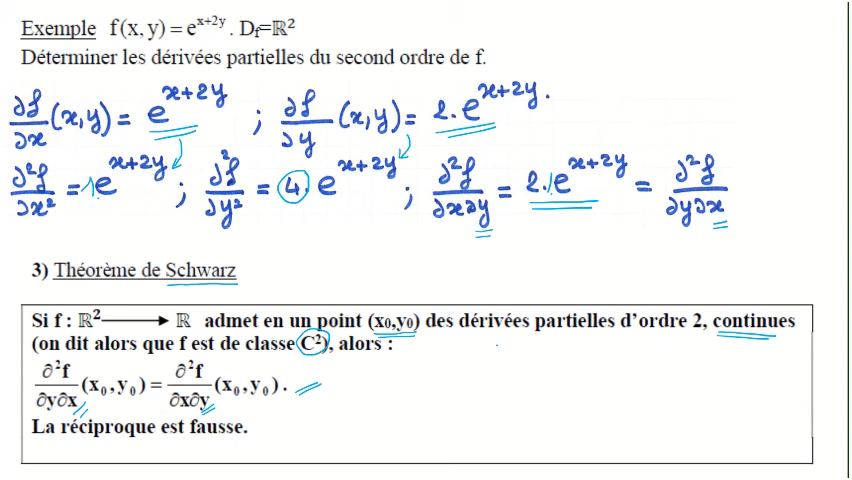 Exemple f(x, y) = e^{x+2y}. D_f=ℝ²
Déterminer les dérivées partielles du second ordre de f.
∂f/∂x (x,y) = e^{x+2y} ; ∂f/∂y (x,y) = 2. e^{x+2y}.
∂²f/∂x² = 1e^{x+2y} ; ∂²f/∂y² = 4. e^{x+2y} ; ∂²f/∂x∂y = 2.1e^{x+2y} = ∂²f/∂y∂x
3) Théorème de Schwarz
Si f : ℝ² ⟶ ℝ admet en un point (x₀,y₀) des dérivées partielles d’ordre 2, continues
(on dit alors que f est de classe C²), alors :
∂²f/∂y∂x (x₀, y₀) = ∂²f/∂x∂y (x₀, y₀) .
La réciproque est fausse.